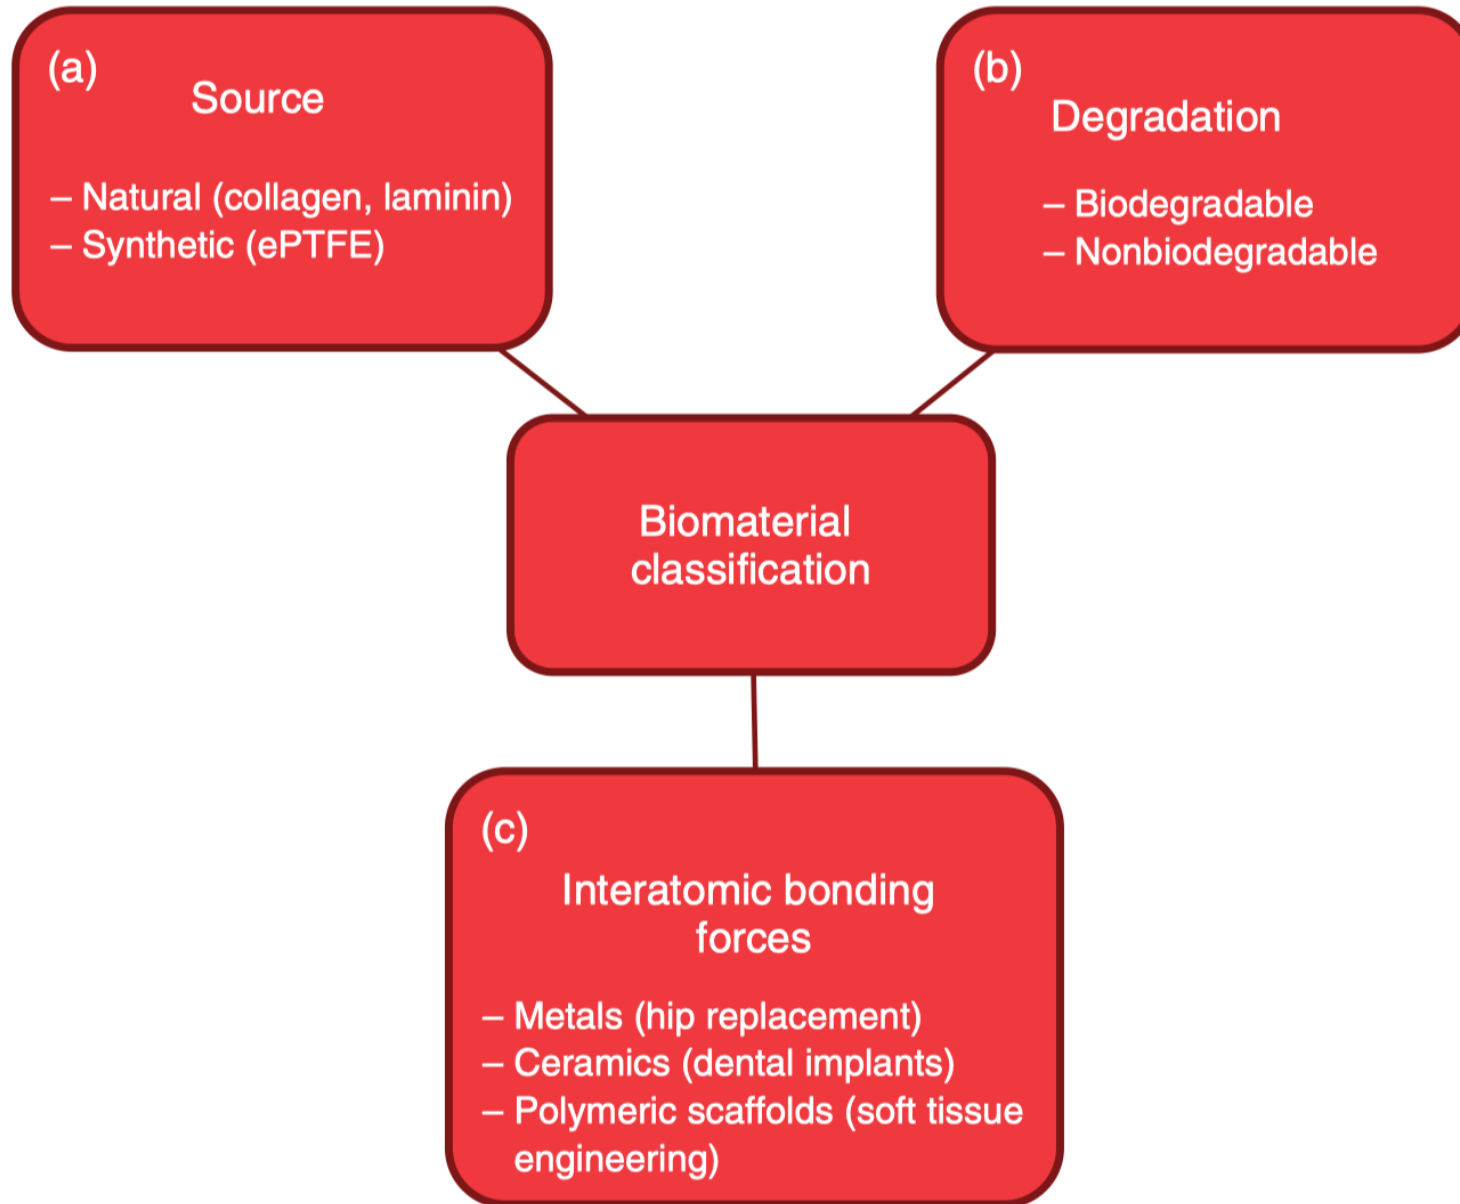 (a)
Source
– Natural (collagen, laminin)
– Synthetic (ePTFE)
(b)
Degradation
– Biodegradable
– Nonbiodegradable
Biomaterial
classification
(c)
Interatomic bonding
forces
– Metals (hip replacement)
– Ceramics (dental implants)
– Polymeric scaffolds (soft tissue
engineering)